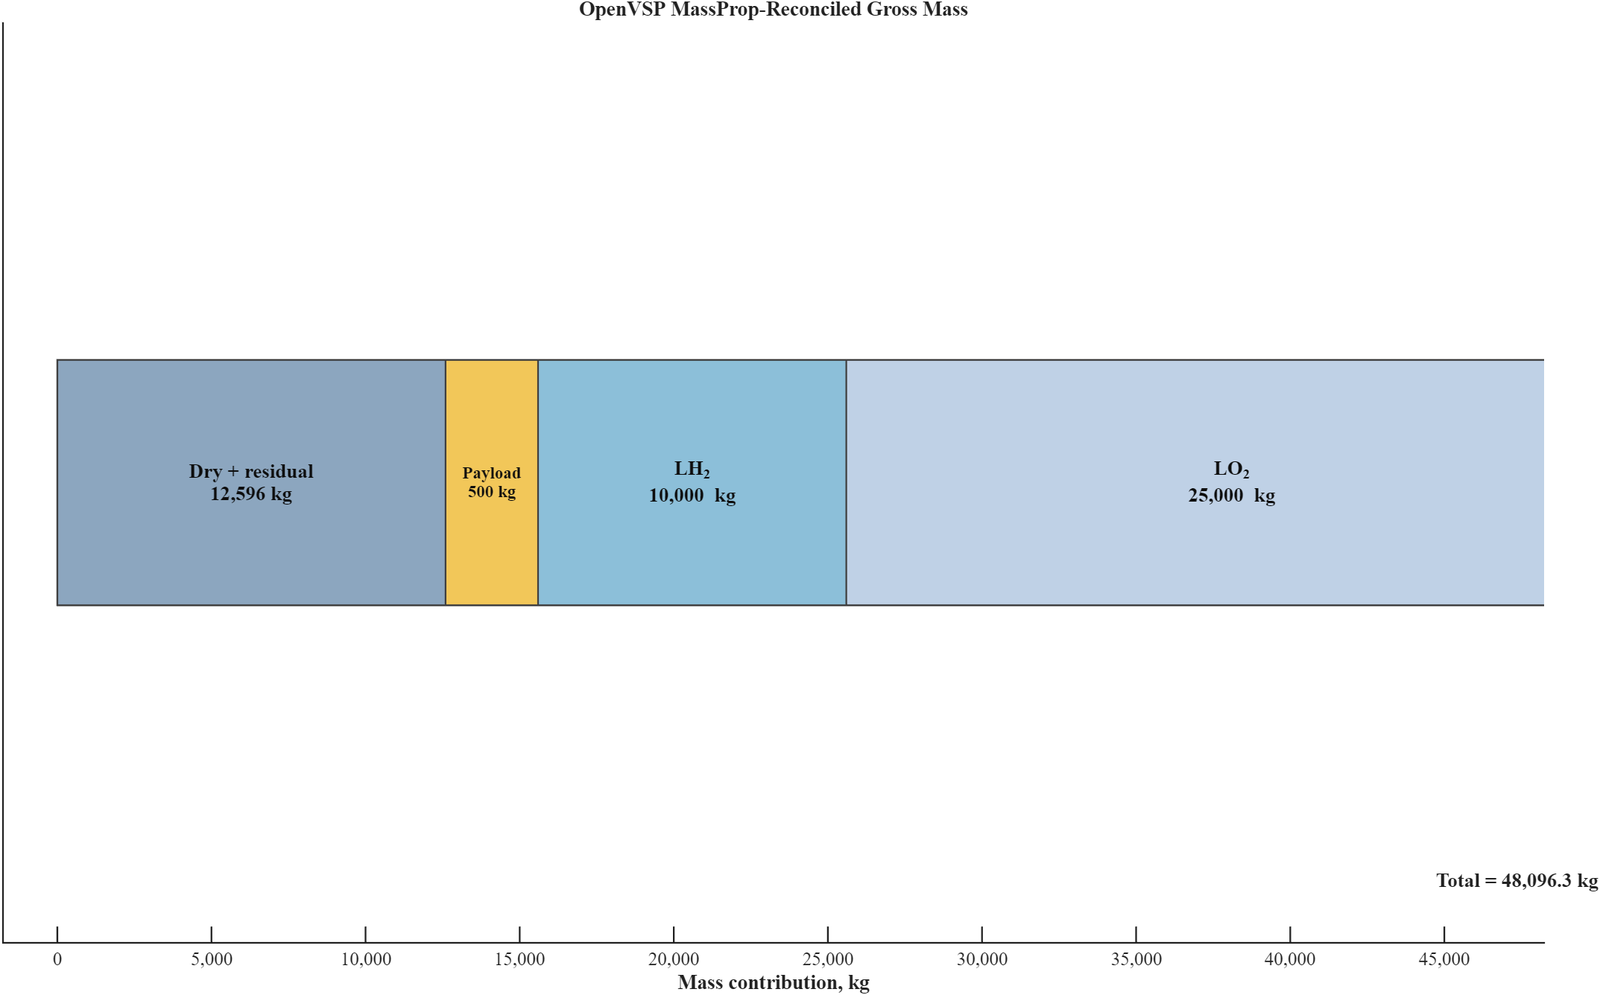 OpenVSP MassProp-Reconciled Gross Mass
Dry + residual
12,596 kg
Payload
500 kg
LH₂
10,000 kg
LO₂
25,000 kg
Total = 48,096.3 kg
0 5,000 10,000 15,000 20,000 25,000 30,000 35,000 40,000 45,000
Mass contribution, kg